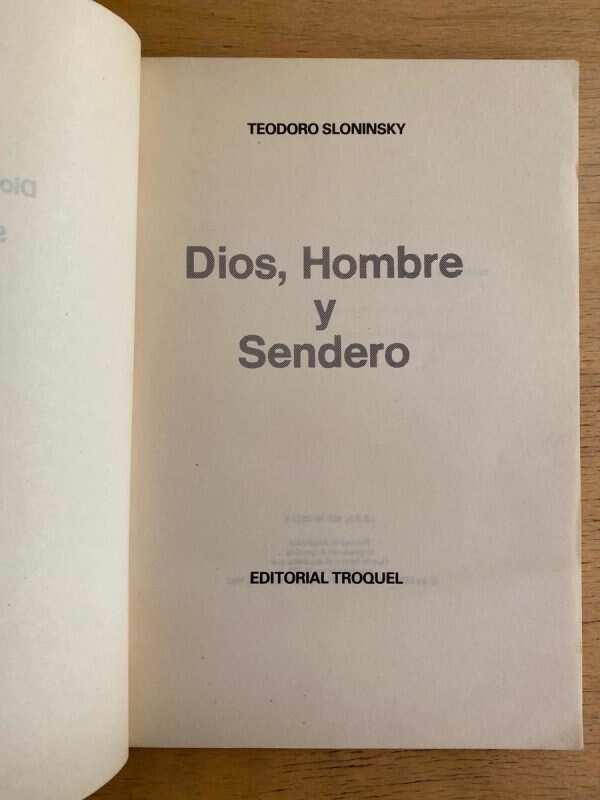 TEODORO SLONINSKY
Dios, Hombre
y
Sendero
EDITORIAL TROQUEL